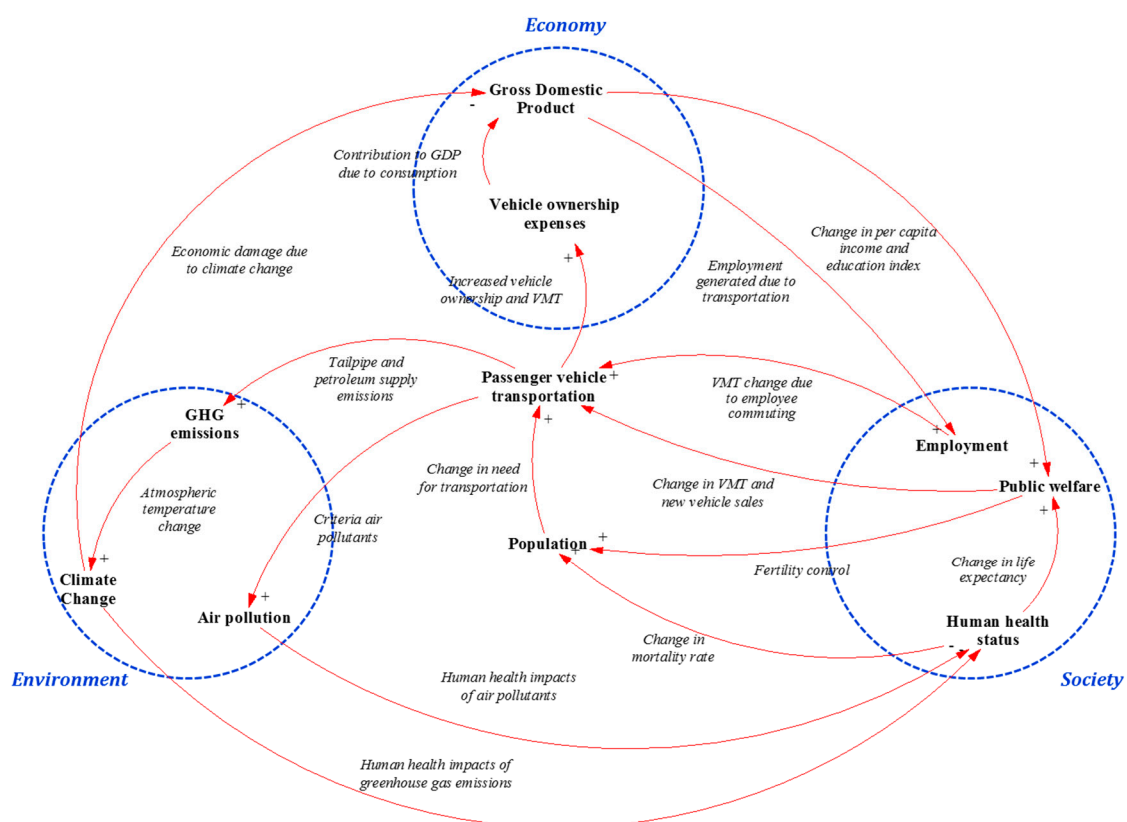 Economy
Gross Domestic
Product
-
Contribution to GDP
due to consumption
Vehicle ownership
expenses
+
Economic damage due
to climate change
Increased vehicle
ownership and VMT
Employment
generated due to
transportation
Change in per capita
income and
education index
Tailpipe and
petroleum supply
emissions
Passenger vehicle
transportation
+
+
VMT change due
to employee
commuting
GHG
emissions
+
+
Employment
+
Public welfare
+
Atmospheric
temperature
change
Change in need
for transportation
Change in VMT and
new vehicle sales
Criteria air
pollutants
Population
+
+
Fertility control
Change in life
expectancy
+
Climate
Change
+
Air pollution
Human health
status
- -
Change in
mortality rate
Environment
Society
Human health impacts
of air pollutants
Human health impacts of
greenhouse gas emissions